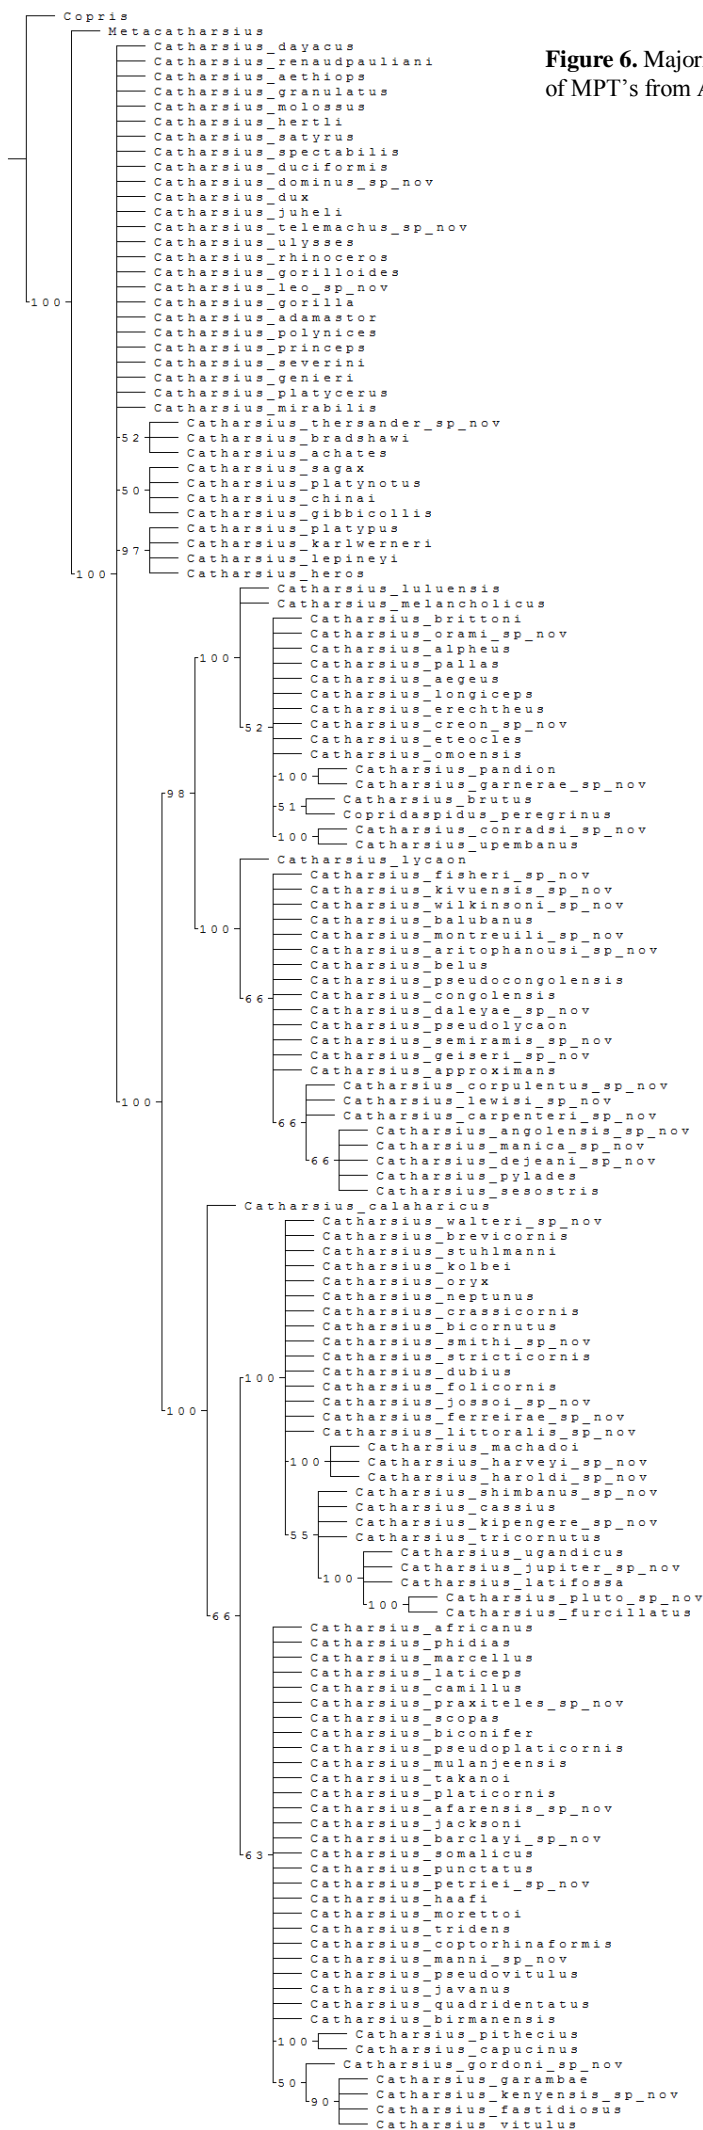 Copris
Metacatharsius
Catharsius_dayacus
Catharsius_renaudpauliani
Figure 6. Major
Catharsius_aethiops
Catharsius_granulatus
of MPT's from A
Catharsius_molossus
Catharsius_hertli
Catharsius_satyrus
Catharsius_spectabilis
Catharsius_duciformis
Catharsius_dominus_sp_nov
Catharsius_dux
Catharsius_juheli
Catharsius_telemachus_sp_nov
Catharsius_ulysses
Catharsius_rhinoceros
Catharsius_gorilloides
Catharsius_leo_sp_nov
100
Catharsius_gorilla
Catharsius_adamastor
Catharsius_polynices
Catharsius_princeps
Catharsius_severini
Catharsius_genieri
Catharsius_platycerus
Catharsius_mirabilis
Catharsius_thersander_sp_nov
52
Catharsius_bradshawi
Catharsius_achates
Catharsius_sagax
Catharsius_platynotus
50
Catharsius_chinai
Catharsius_gibbicollis
Catharsius_platypus
Catharsius_karlwerneri
97
Catharsius_lepineyi
100
Catharsius_heros
Catharsius_luluensis
Catharsius_melancholicus
Catharsius_brittoni
Catharsius_orami_sp_nov
Catharsius_alpheus
100
Catharsius_pallas
Catharsius_aegeus
Catharsius_longiceps
Catharsius_erechtheus
Catharsius_creon_sp_nov
52
Catharsius_eteocles
Catharsius_omoensis
Catharsius_pandion
100
Catharsius_garnerae_sp_nov
98
Catharsius_brutus
51
Copridaspidus_peregrinus
Catharsius_conradsi_sp_nov
100
Catharsius_upembanus
Catharsius_lycaon
Catharsius_fisheri_sp_nov
Catharsius_kivuensis_sp_nov
Catharsius_wilkinsoni_sp_nov
Catharsius_balubanus
100
Catharsius_montreuili_sp_nov
Catharsius_aritophanousi_sp_nov
Catharsius_belus
Catharsius_pseudocongolensis
Catharsius_congolensis
66
Catharsius_daleyae_sp_nov
Catharsius_pseudolycaon
Catharsius_semiramis_sp_nov
Catharsius_geiseri_sp_nov
Catharsius_approximans
Catharsius_corpulentus_sp_nov
100
Catharsius_lewisi_sp_nov
Catharsius_carpenteri_sp_nov
66
Catharsius_angolensis_sp_nov
Catharsius_manica_sp_nov
66
Catharsius_dejeani_sp_nov
Catharsius_pylades
Catharsius_sesostris
Catharsius_calaharicus
Catharsius_walteri_sp_nov
Catharsius_brevicornis
Catharsius_stuhlmanni
Catharsius_kolbei
Catharsius_oryx
Catharsius_neptunus
Catharsius_crassicornis
Catharsius_bicornutus
Catharsius_smithi_sp_nov
Catharsius_stricticornis
100
Catharsius_dubius
Catharsius_folicornis
Catharsius_jossoi_sp_nov
100
Catharsius_ferreirae_sp_nov
Catharsius_littoralis_sp_nov
Catharsius_machadoi
100
Catharsius_harveyi_sp_nov
Catharsius_haroldi_sp_nov
Catharsius_shimbanus_sp_nov
Catharsius_cassius
Catharsius_kipengere_sp_nov
55
Catharsius_tricornutus
Catharsius_ugandicus
Catharsius_jupiter_sp_nov
100
Catharsius_latifossa
Catharsius_pluto_sp_nov
100
Catharsius_furcillatus
66
Catharsius_africanus
Catharsius_phidias
Catharsius_marcellus
Catharsius_laticeps
Catharsius_camillus
Catharsius_praxiteles_sp_nov
Catharsius_scopas
Catharsius_biconifer
Catharsius_pseudoplaticornis
Catharsius_mulanjeensis
Catharsius_takanoi
Catharsius_platicornis
Catharsius_afarensis_sp_nov
Catharsius_jacksoni
Catharsius_barclayi_sp_nov
63
Catharsius_somalicus
Catharsius_punctatus
Catharsius_petriei_sp_nov
Catharsius_haafi
Catharsius_morettoi
Catharsius_tridens
Catharsius_coptorhinaformis
Catharsius_manni_sp_nov
Catharsius_pseudovitulus
Catharsius_javanus
Catharsius_quadridentatus
Catharsius_birmanensis
Catharsius_pithecius
100
Catharsius_capucinus
Catharsius_gordoni_sp_nov
50
Catharsius_garambae
Catharsius_kenyensis_sp_nov
90
Catharsius_fastidiosus
Catharsius_vitulus